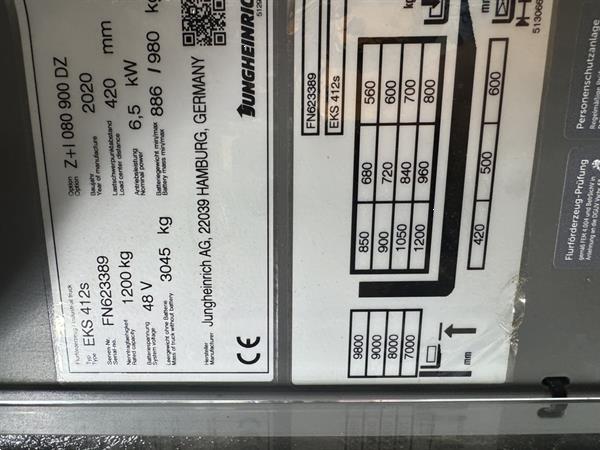 Flurförderzeug / Industrial truck
Typ
Type
EKS 412s
Option
Option
Z+I 080 900 DZ
Serien Nr.
Serial-no.
FN623389
Baujahr
Year of manufacture
2020
Nenntragfähigkeit
Rated capacity
1200 kg
Lastschwerpunktabstand
Load center distance
420 mm
Batteriespannung
System voltage
48 V
Antriebsleistung
Nominal power
6,5 kW
Leergewicht ohne Batterie
Mass of truck without battery
3045 kg
Batteriegewicht min/max
Battery mass min/max
886 / 980 kg
Hersteller
Manufacturer
Jungheinrich AG, 22039 HAMBURG, GERMANY
CE
JUNGHEINRICH
5129
FN623389
EKS 412s
kg
9800 850 680 560
9000 900 720 600
8000 1050 840 700
7000 1200 960 800
mm
420 500 600 mm
513066
Personenschutzanlage
Flurförderzeug-Prüfung